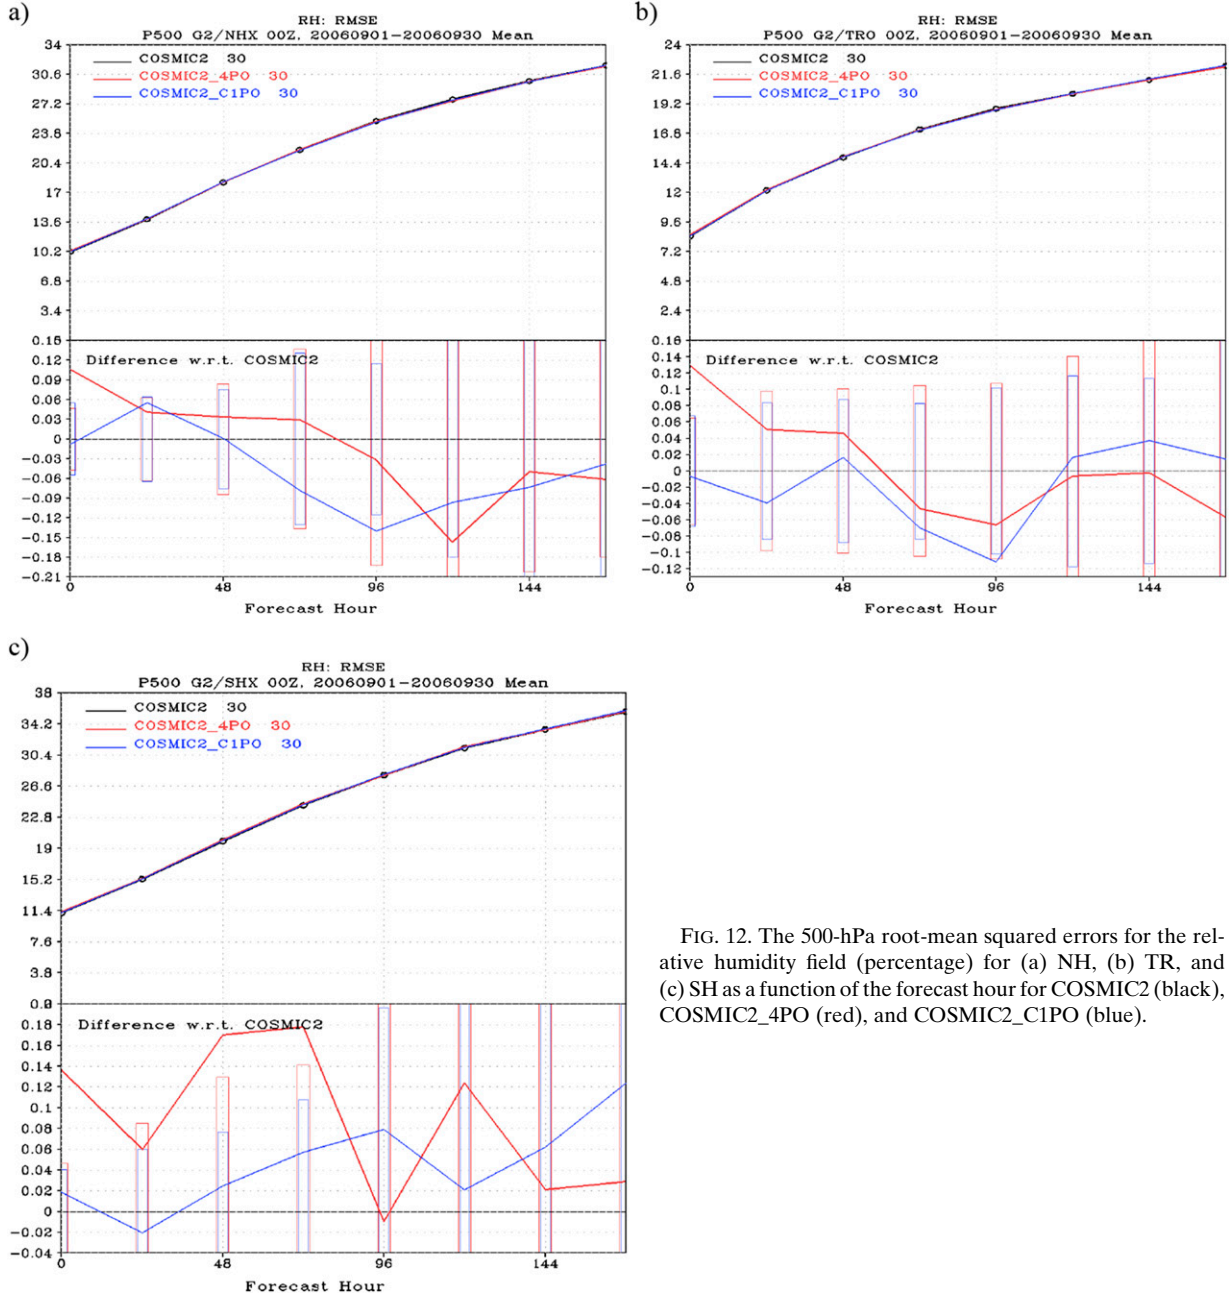 a)
RH: RMSE
P500 G2/NHX 00Z, 20060901-20060930 Mean
34
30.6
27.2
23.8
20.4
17
13.6
10.2
6.8
3.4
COSMIC2 30
COSMIC2_4PO 30
COSMIC2_C1PO 30
0.15
0.12
0.09
0.06
0.03
0
-0.03
-0.06
-0.09
-0.12
-0.15
-0.18
-0.21
Difference w.r.t. COSMIC2
0 48 96 144
Forecast Hour
b)
RH: RMSE
P500 G2/TRO 00Z, 20060901-20060930 Mean
24
21.6
19.2
16.8
14.4
12
9.6
7.2
4.8
2.4
COSMIC2 30
COSMIC2_4PO 30
COSMIC2_C1PO 30
0.16
0.14
0.12
0.1
0.08
0.06
0.04
0.02
0
-0.02
-0.04
-0.06
-0.08
-0.1
-0.12
Difference w.r.t. COSMIC2
0 48 96 144
Forecast Hour
c)
RH: RMSE
P500 G2/SHX 00Z, 20060901-20060930 Mean
38
34.2
30.4
26.6
22.8
19
15.2
11.4
7.6
3.8
COSMIC2 30
COSMIC2_4PO 30
COSMIC2_C1PO 30
0.18
0.16
0.14
0.12
0.1
0.08
0.06
0.04
0.02
0
-0.02
-0.04
Difference w.r.t. COSMIC2
0 48 96 144
Forecast Hour
FIG. 12. The 500-hPa root-mean squared errors for the rel-
ative humidity field (percentage) for (a) NH, (b) TR, and
(c) SH as a function of the forecast hour for COSMIC2 (black),
COSMIC2_4PO (red), and COSMIC2_C1PO (blue).